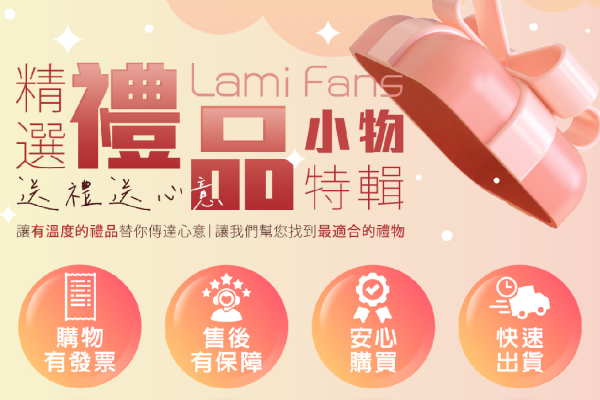 精選禮品小物特輯
Lami Fans
送禮送心意
讓有溫度的禮品替你傳達心意|讓我們幫您找到最適合的禮物
購物
有發票
售後
有保障
安心
購買
快速
出貨